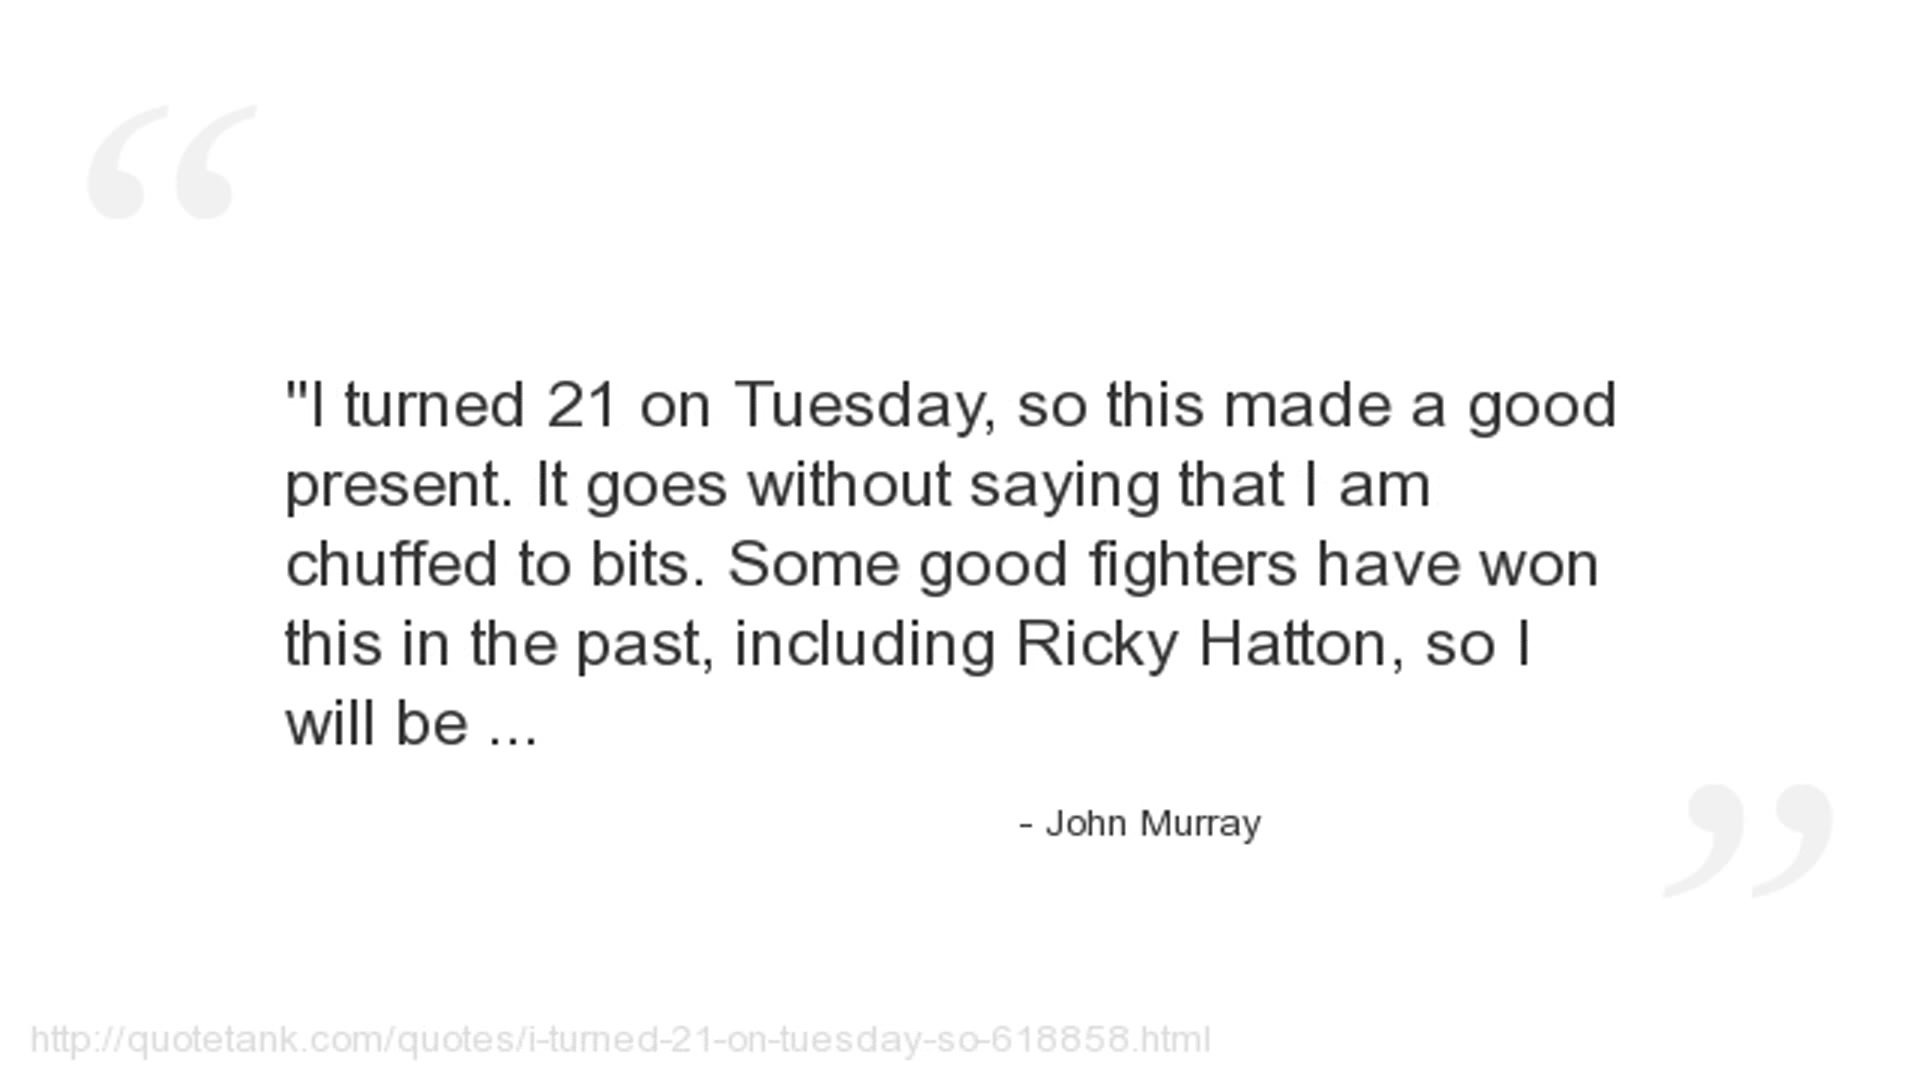 "I turned 21 on Tuesday, so this made a good
present. It goes without saying that I am
chuffed to bits. Some good fighters have won
this in the past, including Ricky Hatton, so I
will be ...
- John Murray
http://quotetank.com/quotes/i-turned-21-on-tuesday-so-618858.html